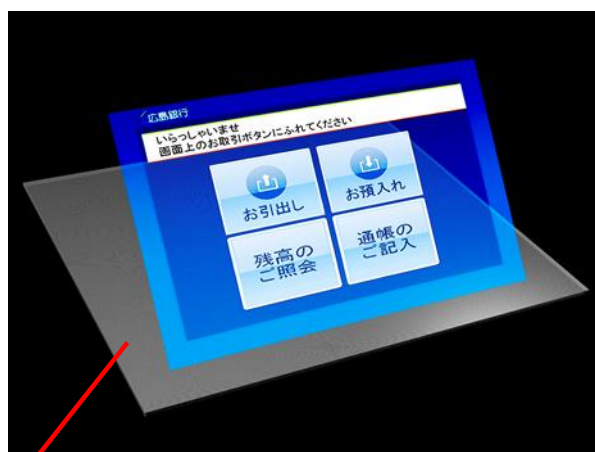 広島銀行
いらっしゃいませ
画面上のお取引ボタンにふれてください
お引出し
お預入れ
残高の
ご照会
通帳の
ご記入